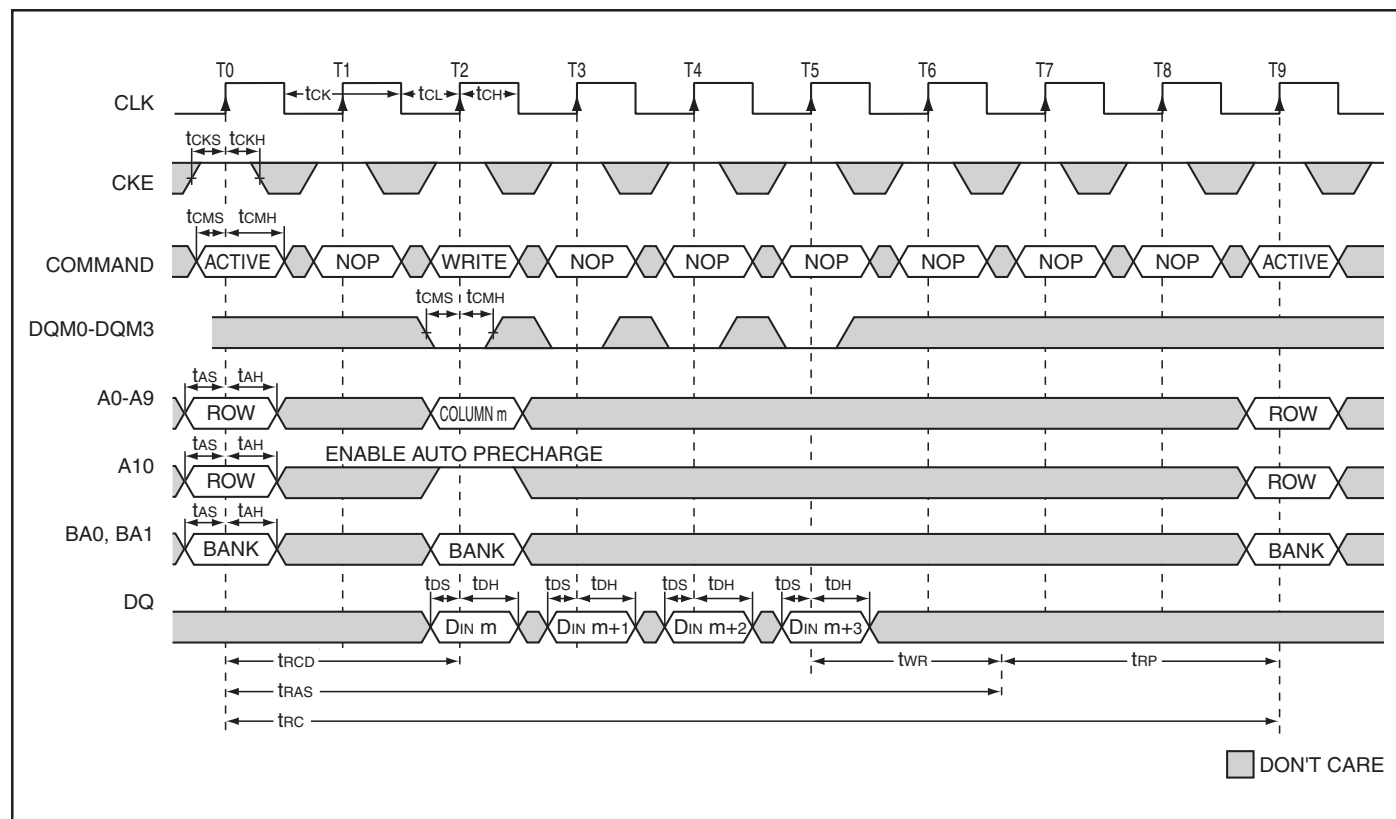 T0 T1 T2 T3 T4 T5 T6 T7 T8 T9
CLK tCK tCL tCH
tCKS tCKH
CKE
tCMS tCMH
COMMAND ACTIVE NOP WRITE NOP NOP NOP NOP NOP NOP ACTIVE
tCMS tCMH
DQM0-DQM3
tAS tAH
A0-A9 ROW COLUMN m ROW
tAS tAH ENABLE AUTO PRECHARGE
A10 ROW ROW
tAS tAH
BA0, BA1 BANK BANK BANK
tDS tDH tDS tDH tDS tDH tDS tDH
DQ DIN m DIN m+1 DIN m+2 DIN m+3
tRCD tWR tRP
tRAS
tRC
DON'T CARE